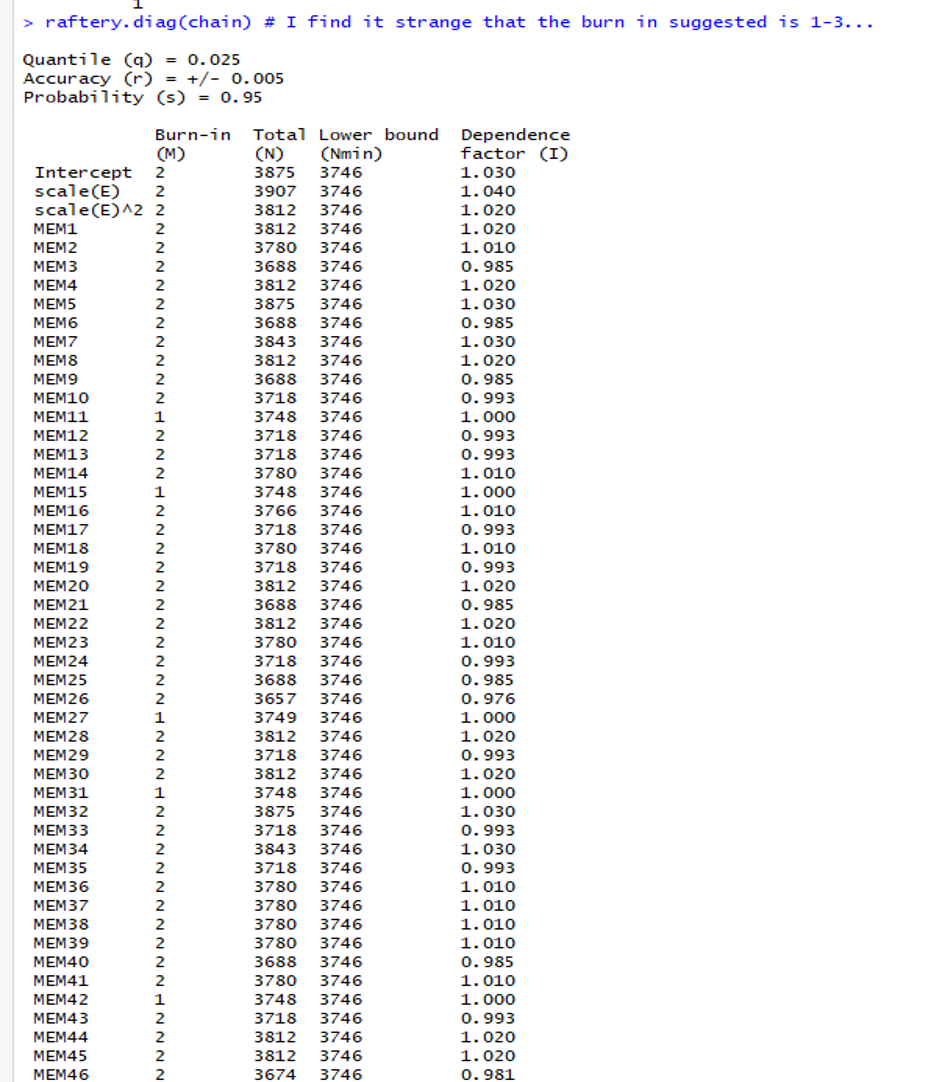 1
> raftery.diag(chain) # I find it strange that the burn in suggested is 1-3...
Quantile (q) = 0.025
Accuracy (r) = +/- 0.005
Probability (s) = 0.95
Burn-in Total Lower bound Dependence
(M) (N) (Nmin) factor (I)
Intercept 2 3875 3746 1.030
scale(E) 2 3907 3746 1.040
scale(E)^2 2 3812 3746 1.020
MEM1 2 3812 3746 1.020
MEM2 2 3780 3746 1.010
MEM3 2 3688 3746 0.985
MEM4 2 3812 3746 1.020
MEM5 2 3875 3746 1.030
MEM6 2 3688 3746 0.985
MEM7 2 3843 3746 1.030
MEM8 2 3812 3746 1.020
MEM9 2 3688 3746 0.985
MEM10 2 3718 3746 0.993
MEM11 1 3748 3746 1.000
MEM12 2 3718 3746 0.993
MEM13 2 3718 3746 0.993
MEM14 2 3780 3746 1.010
MEM15 1 3748 3746 1.000
MEM16 2 3766 3746 1.010
MEM17 2 3718 3746 0.993
MEM18 2 3780 3746 1.010
MEM19 2 3718 3746 0.993
MEM20 2 3812 3746 1.020
MEM21 2 3688 3746 0.985
MEM22 2 3812 3746 1.020
MEM23 2 3780 3746 1.010
MEM24 2 3718 3746 0.993
MEM25 2 3688 3746 0.985
MEM26 2 3657 3746 0.976
MEM27 1 3749 3746 1.000
MEM28 2 3812 3746 1.020
MEM29 2 3718 3746 0.993
MEM30 2 3812 3746 1.020
MEM31 1 3748 3746 1.000
MEM32 2 3875 3746 1.030
MEM33 2 3718 3746 0.993
MEM34 2 3843 3746 1.030
MEM35 2 3718 3746 0.993
MEM36 2 3780 3746 1.010
MEM37 2 3780 3746 1.010
MEM38 2 3780 3746 1.010
MEM39 2 3780 3746 1.010
MEM40 2 3688 3746 0.985
MEM41 2 3780 3746 1.010
MEM42 1 3748 3746 1.000
MEM43 2 3718 3746 0.993
MEM44 2 3812 3746 1.020
MEM45 2 3812 3746 1.020
MEM46 2 3674 3746 0.981